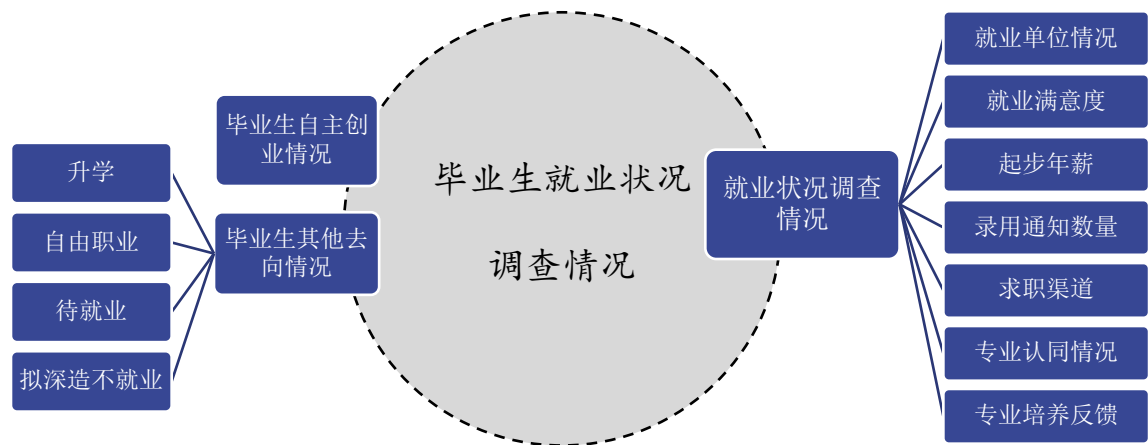 毕业生自主创
业情况
升学
自由职业
待就业
拟深造不就业
毕业生其他去
向情况
毕业生就业状况
调查情况
就业状况调查
情况
就业单位情况
就业满意度
起步年薪
录用通知数量
求职渠道
专业认同情况
专业培养反馈